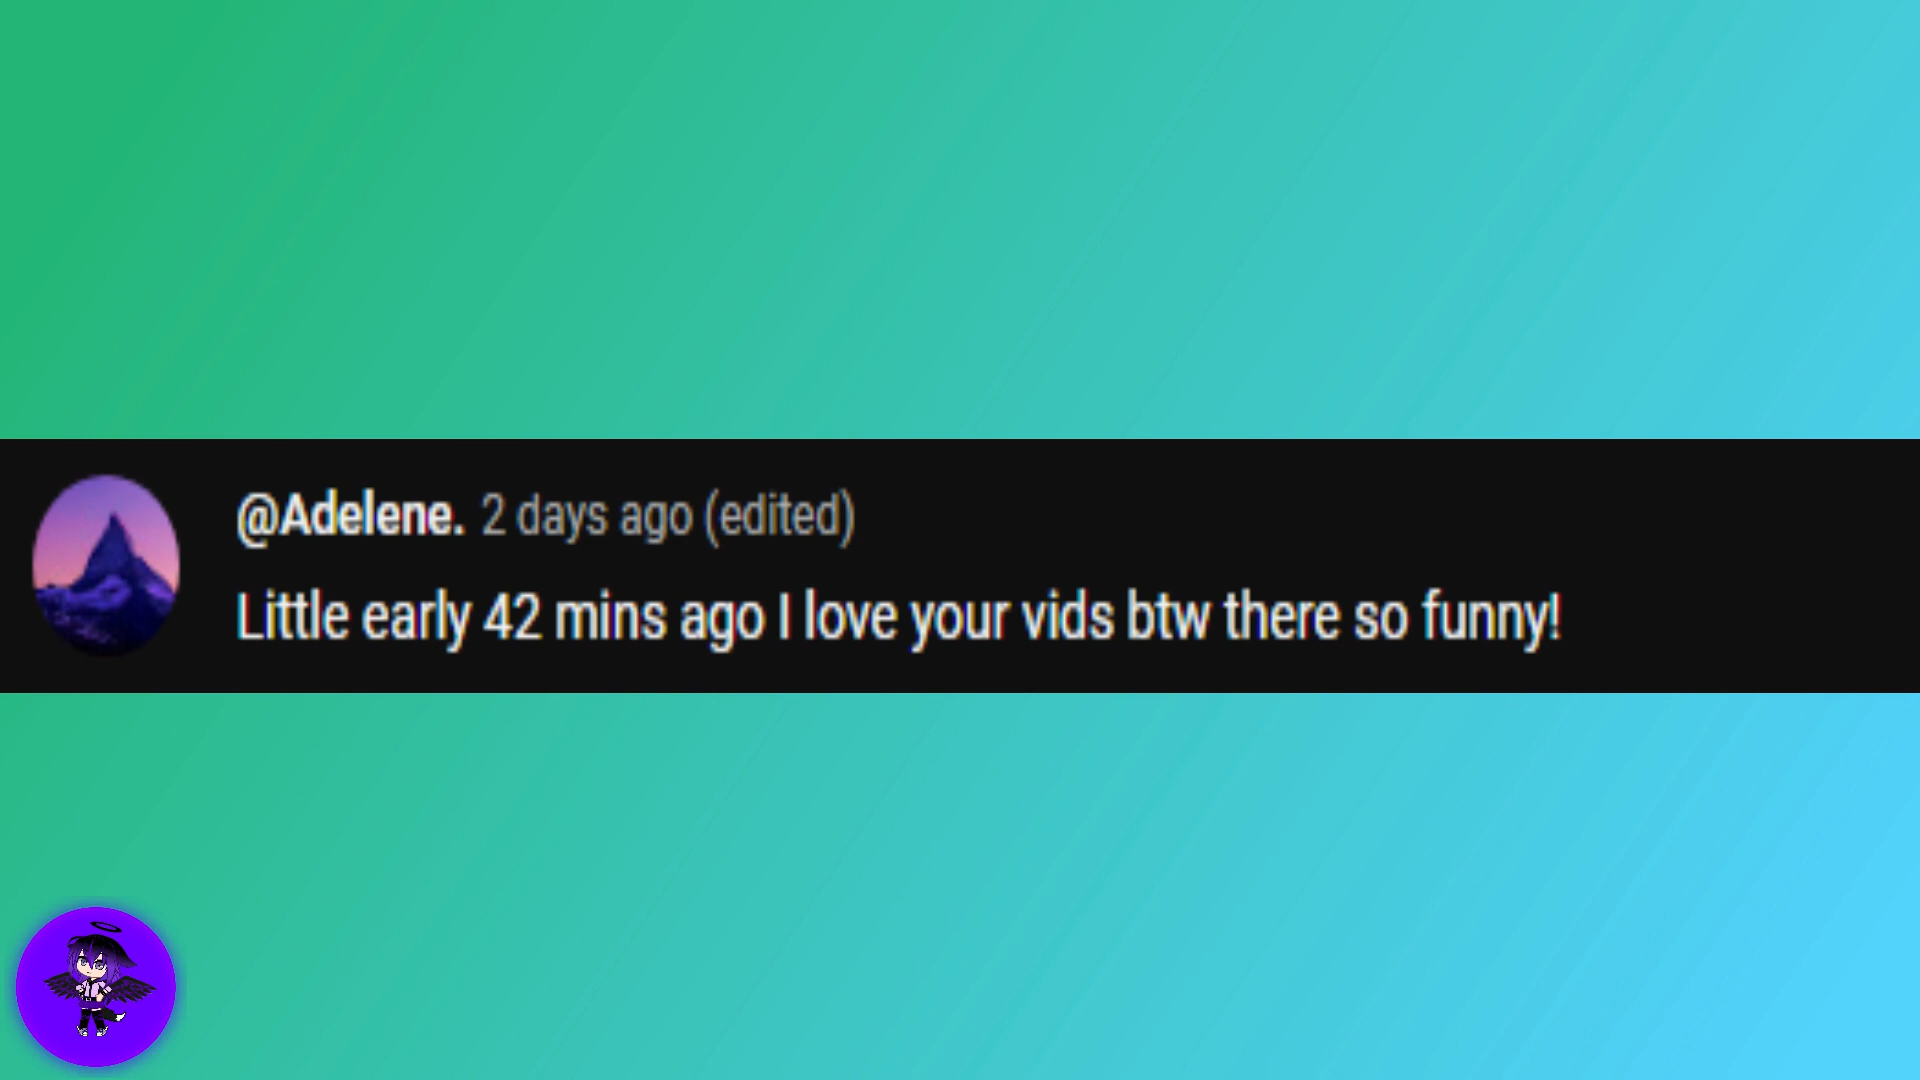 @Adelene. 2 days ago (edited)
Little early 42 mins ago I love your vids btw there so funny!